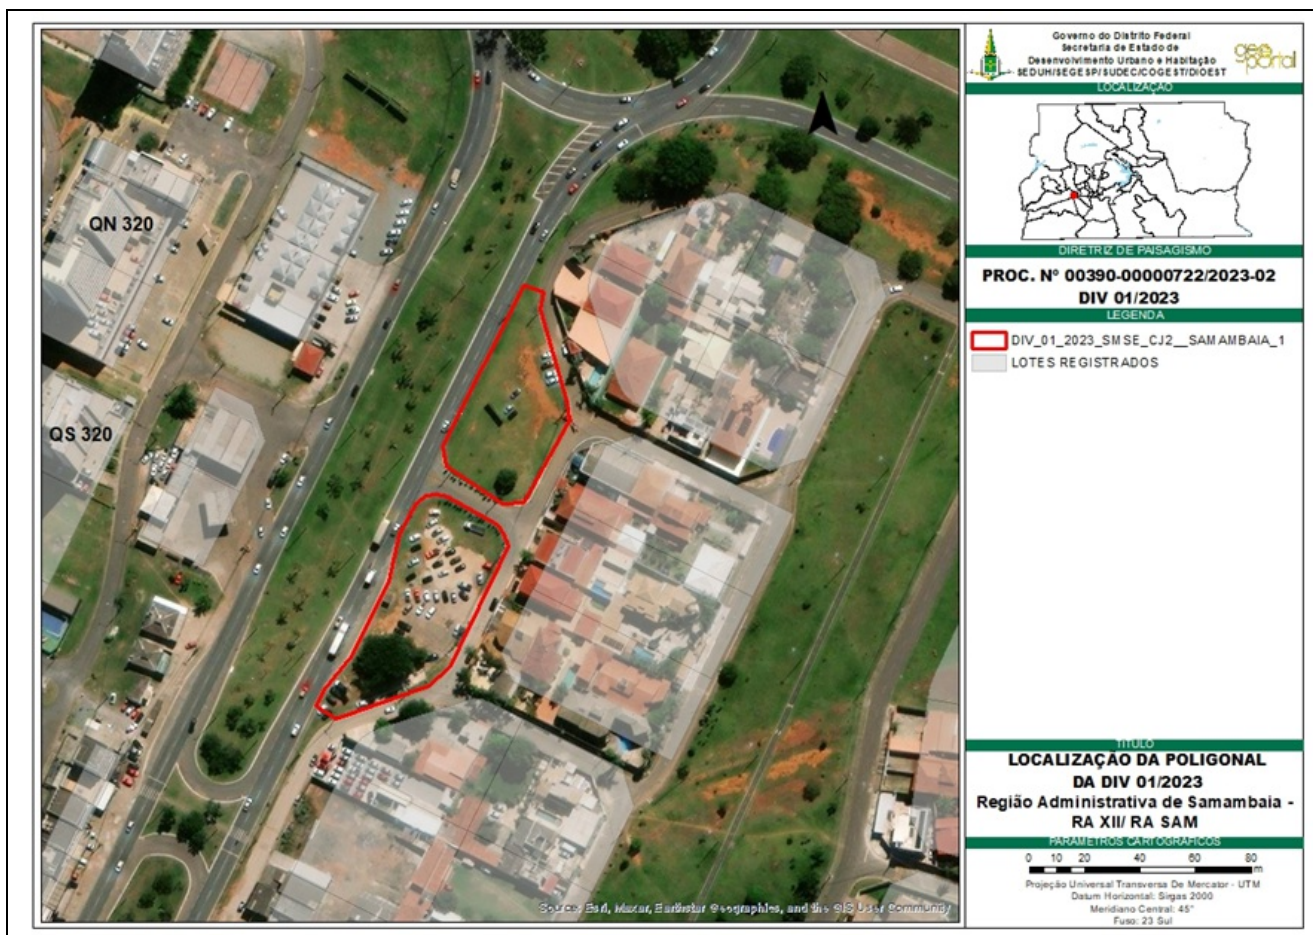 QN 320
QS 320
N
Source: Esri, Maxar, Earthstar Geographics, and the GIS User Community
Governo do Distrito Federal
Secretaria de Estado de
Desenvolvimento Urbano e Habitação
SEDUH/SEGESP/SUDEC/COGEST/DIOEST
geo
portal
LOCALIZAÇÃO
DIRETRIZ DE PAISAGISMO
PROC. Nº 00390-00000722/2023-02
DIV 01/2023
LEGENDA
DIV_01_2023_SMSE_CJ2__SAMAMBAIA_1
LOTES REGISTRADOS
TÍTULO
LOCALIZAÇÃO DA POLIGONAL
DA DIV 01/2023
Região Administrativa de Samambaia -
RA XII/ RA SAM
PARÂMETROS CARTOGRÁFICOS
0 10 20 40 60 80
m
Projeção Universal Transversa De Mercator - UTM
Datum Horizontal: Sirgas 2000
Meridiano Central: 45°
Fuso: 23 Sul